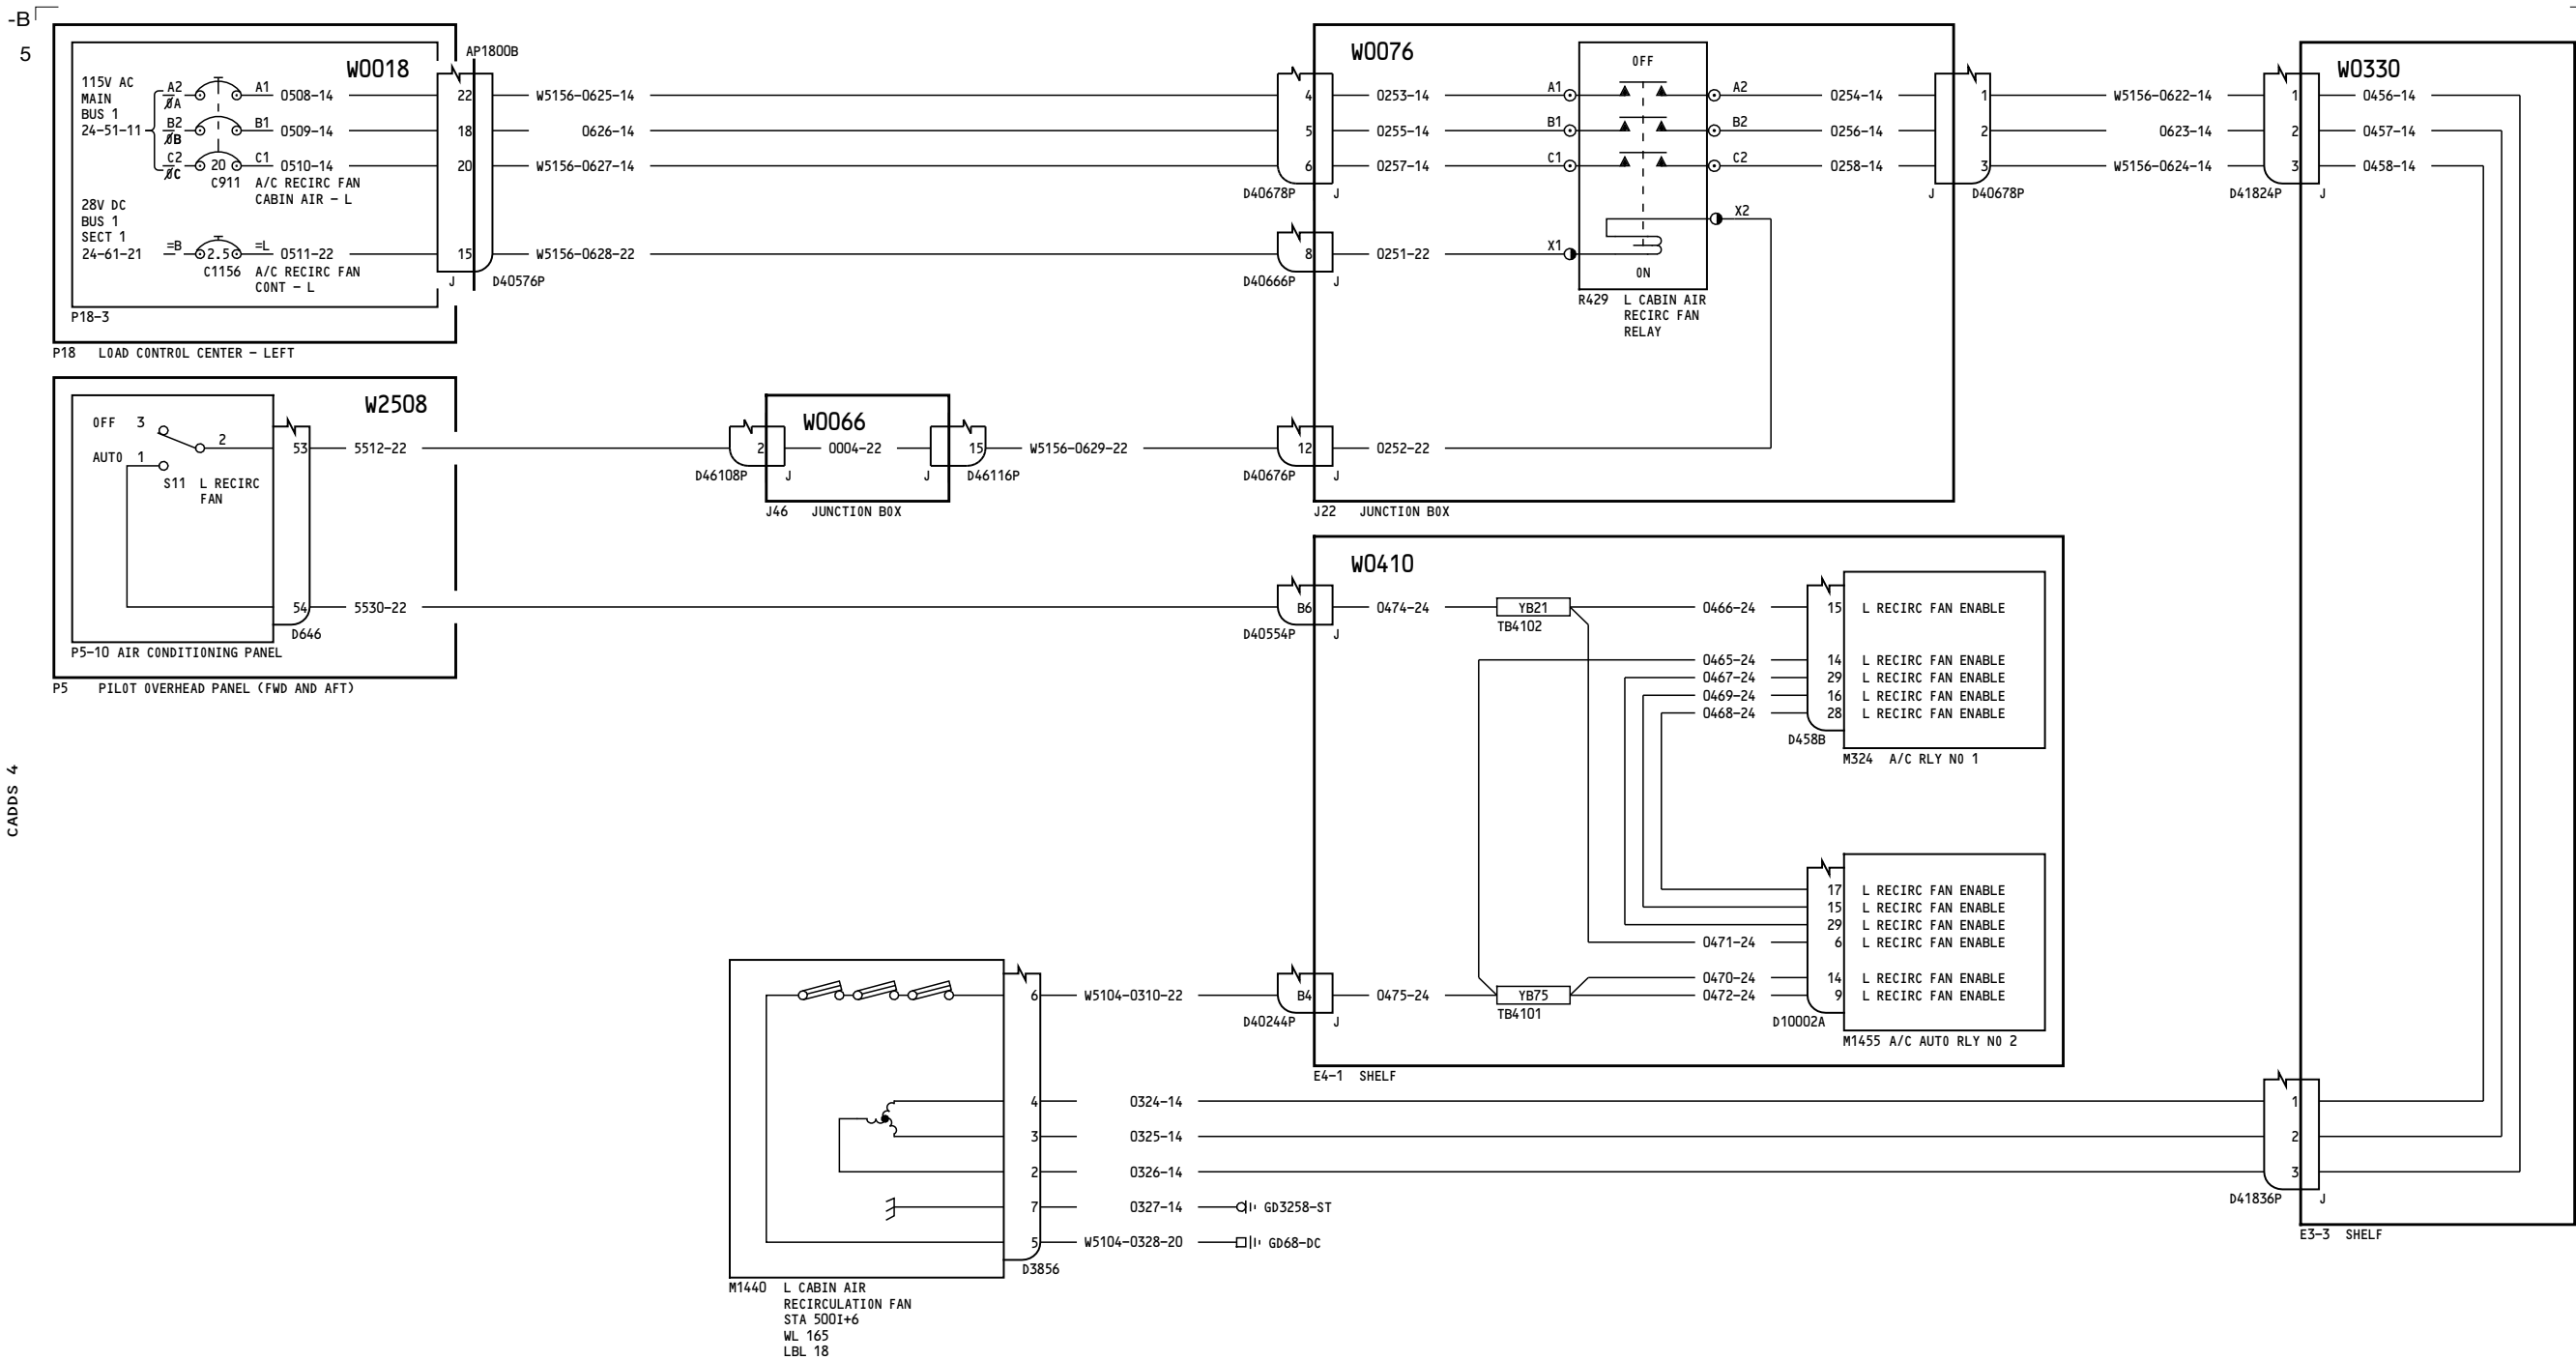 -B
5
CADDS 4
W0018
AP1800B
115V AC
MAIN
BUS 1
24-51-11
A2
ØA
A1
0508-14
22
W5156-0625-14
B2
ØB
B1
0509-14
18
0626-14
C2
ØC
20
C1
0510-14
20
W5156-0627-14
C911
A/C RECIRC FAN
CABIN AIR - L
28V DC
BUS 1
SECT 1
24-61-21
=B
2.5
=L
0511-22
15
W5156-0628-22
C1156
A/C RECIRC FAN
CONT - L
J
D40576P
P18-3
P18 LOAD CONTROL CENTER - LEFT
W0076
4
0253-14
A1
OFF
A2
0254-14
1
W5156-0622-14
5
0255-14
B1
B2
0256-14
2
0623-14
6
0257-14
C1
C2
0258-14
3
W5156-0624-14
D40678P
J
J
D40678P
X2
8
0251-22
X1
ON
D40666P
J
R429 L CABIN AIR
RECIRC FAN
RELAY
12
0252-22
D40676P
J
J22 JUNCTION BOX
W0330
1
0456-14
2
0457-14
3
0458-14
D41824P
J
W2508
OFF 3
2
53
5512-22
AUTO 1
S11 L RECIRC
FAN
54
5530-22
D646
P5-10 AIR CONDITIONING PANEL
P5 PILOT OVERHEAD PANEL (FWD AND AFT)
W0066
2
0004-22
15
W5156-0629-22
D46108P
J
J
D46116P
J46 JUNCTION BOX
W0410
B6
0474-24
YB21
TB4102
D40554P
J
0466-24
15
L RECIRC FAN ENABLE
0465-24
14
L RECIRC FAN ENABLE
0467-24
29
L RECIRC FAN ENABLE
0469-24
16
L RECIRC FAN ENABLE
0468-24
28
L RECIRC FAN ENABLE
D458B
M324 A/C RLY NO 1
17
L RECIRC FAN ENABLE
15
L RECIRC FAN ENABLE
29
L RECIRC FAN ENABLE
0471-24
6
L RECIRC FAN ENABLE
0470-24
14
L RECIRC FAN ENABLE
0472-24
9
L RECIRC FAN ENABLE
D10002A
M1455 A/C AUTO RLY NO 2
B4
0475-24
YB75
TB4101
D40244P
J
E4-1 SHELF
6
W5104-0310-22
4
0324-14
3
0325-14
2
0326-14
7
0327-14
GD3258-ST
5
W5104-0328-20
GD68-DC
D3856
M1440 L CABIN AIR
RECIRCULATION FAN
STA 500I+6
WL 165
LBL 18
1
2
3
D41836P
J
E3-3 SHELF